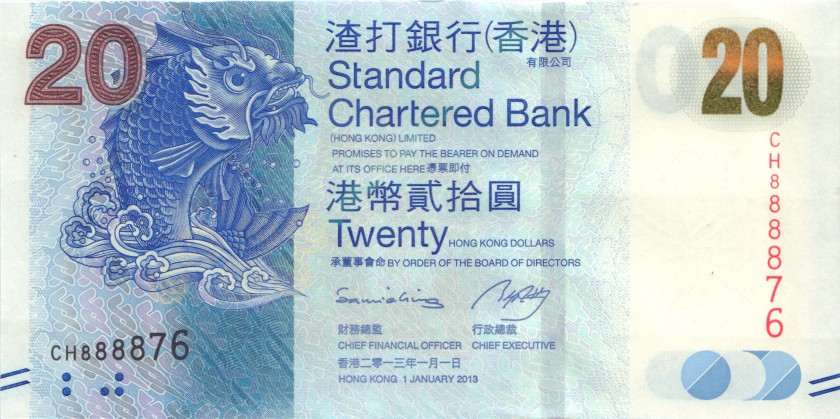 20
渣打銀行(香港)
有限公司
Standard
Chartered Bank
(HONG KONG) LIMITED
PROMISES TO PAY THE BEARER ON DEMAND
AT ITS OFFICE HERE 憑票即付
港幣貳拾圓
Twenty HONG KONG DOLLARS
承董事會命 BY ORDER OF THE BOARD OF DIRECTORS
財務總監 行政總裁
CHIEF FINANCIAL OFFICER CHIEF EXECUTIVE
香港二零一三年一月一日
HONG KONG 1 JANUARY 2013
CH888876
20
CH888876